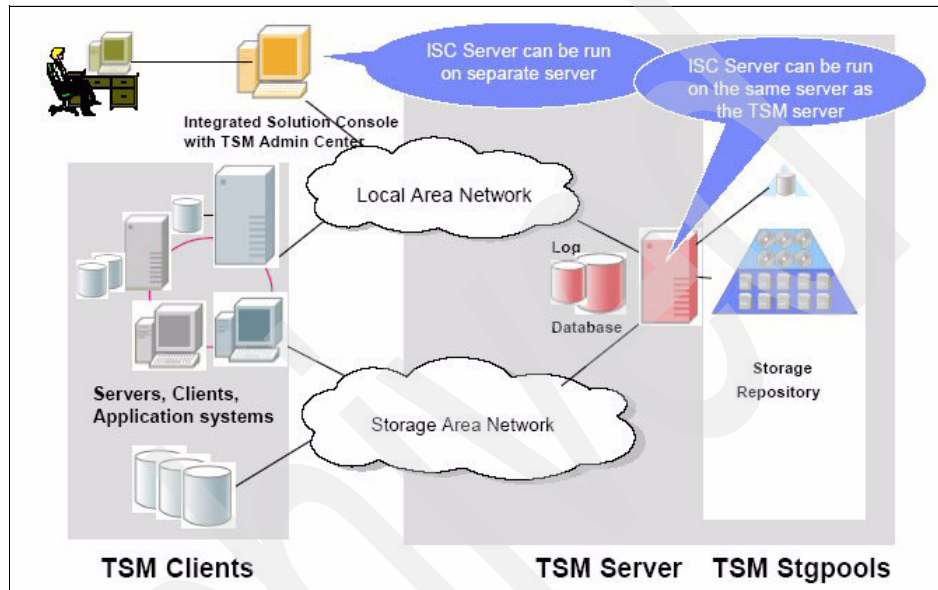 ISC Server can be run
on separate server
ISC Server can be run
on the same server as
the TSM server
Integrated Solution Console
with TSM Admin Center
Local Area Network
Log
Database
Storage
Repository
Servers, Clients,
Application systems
Storage Area Network
TSM Clients
TSM Server
TSM Stgpools